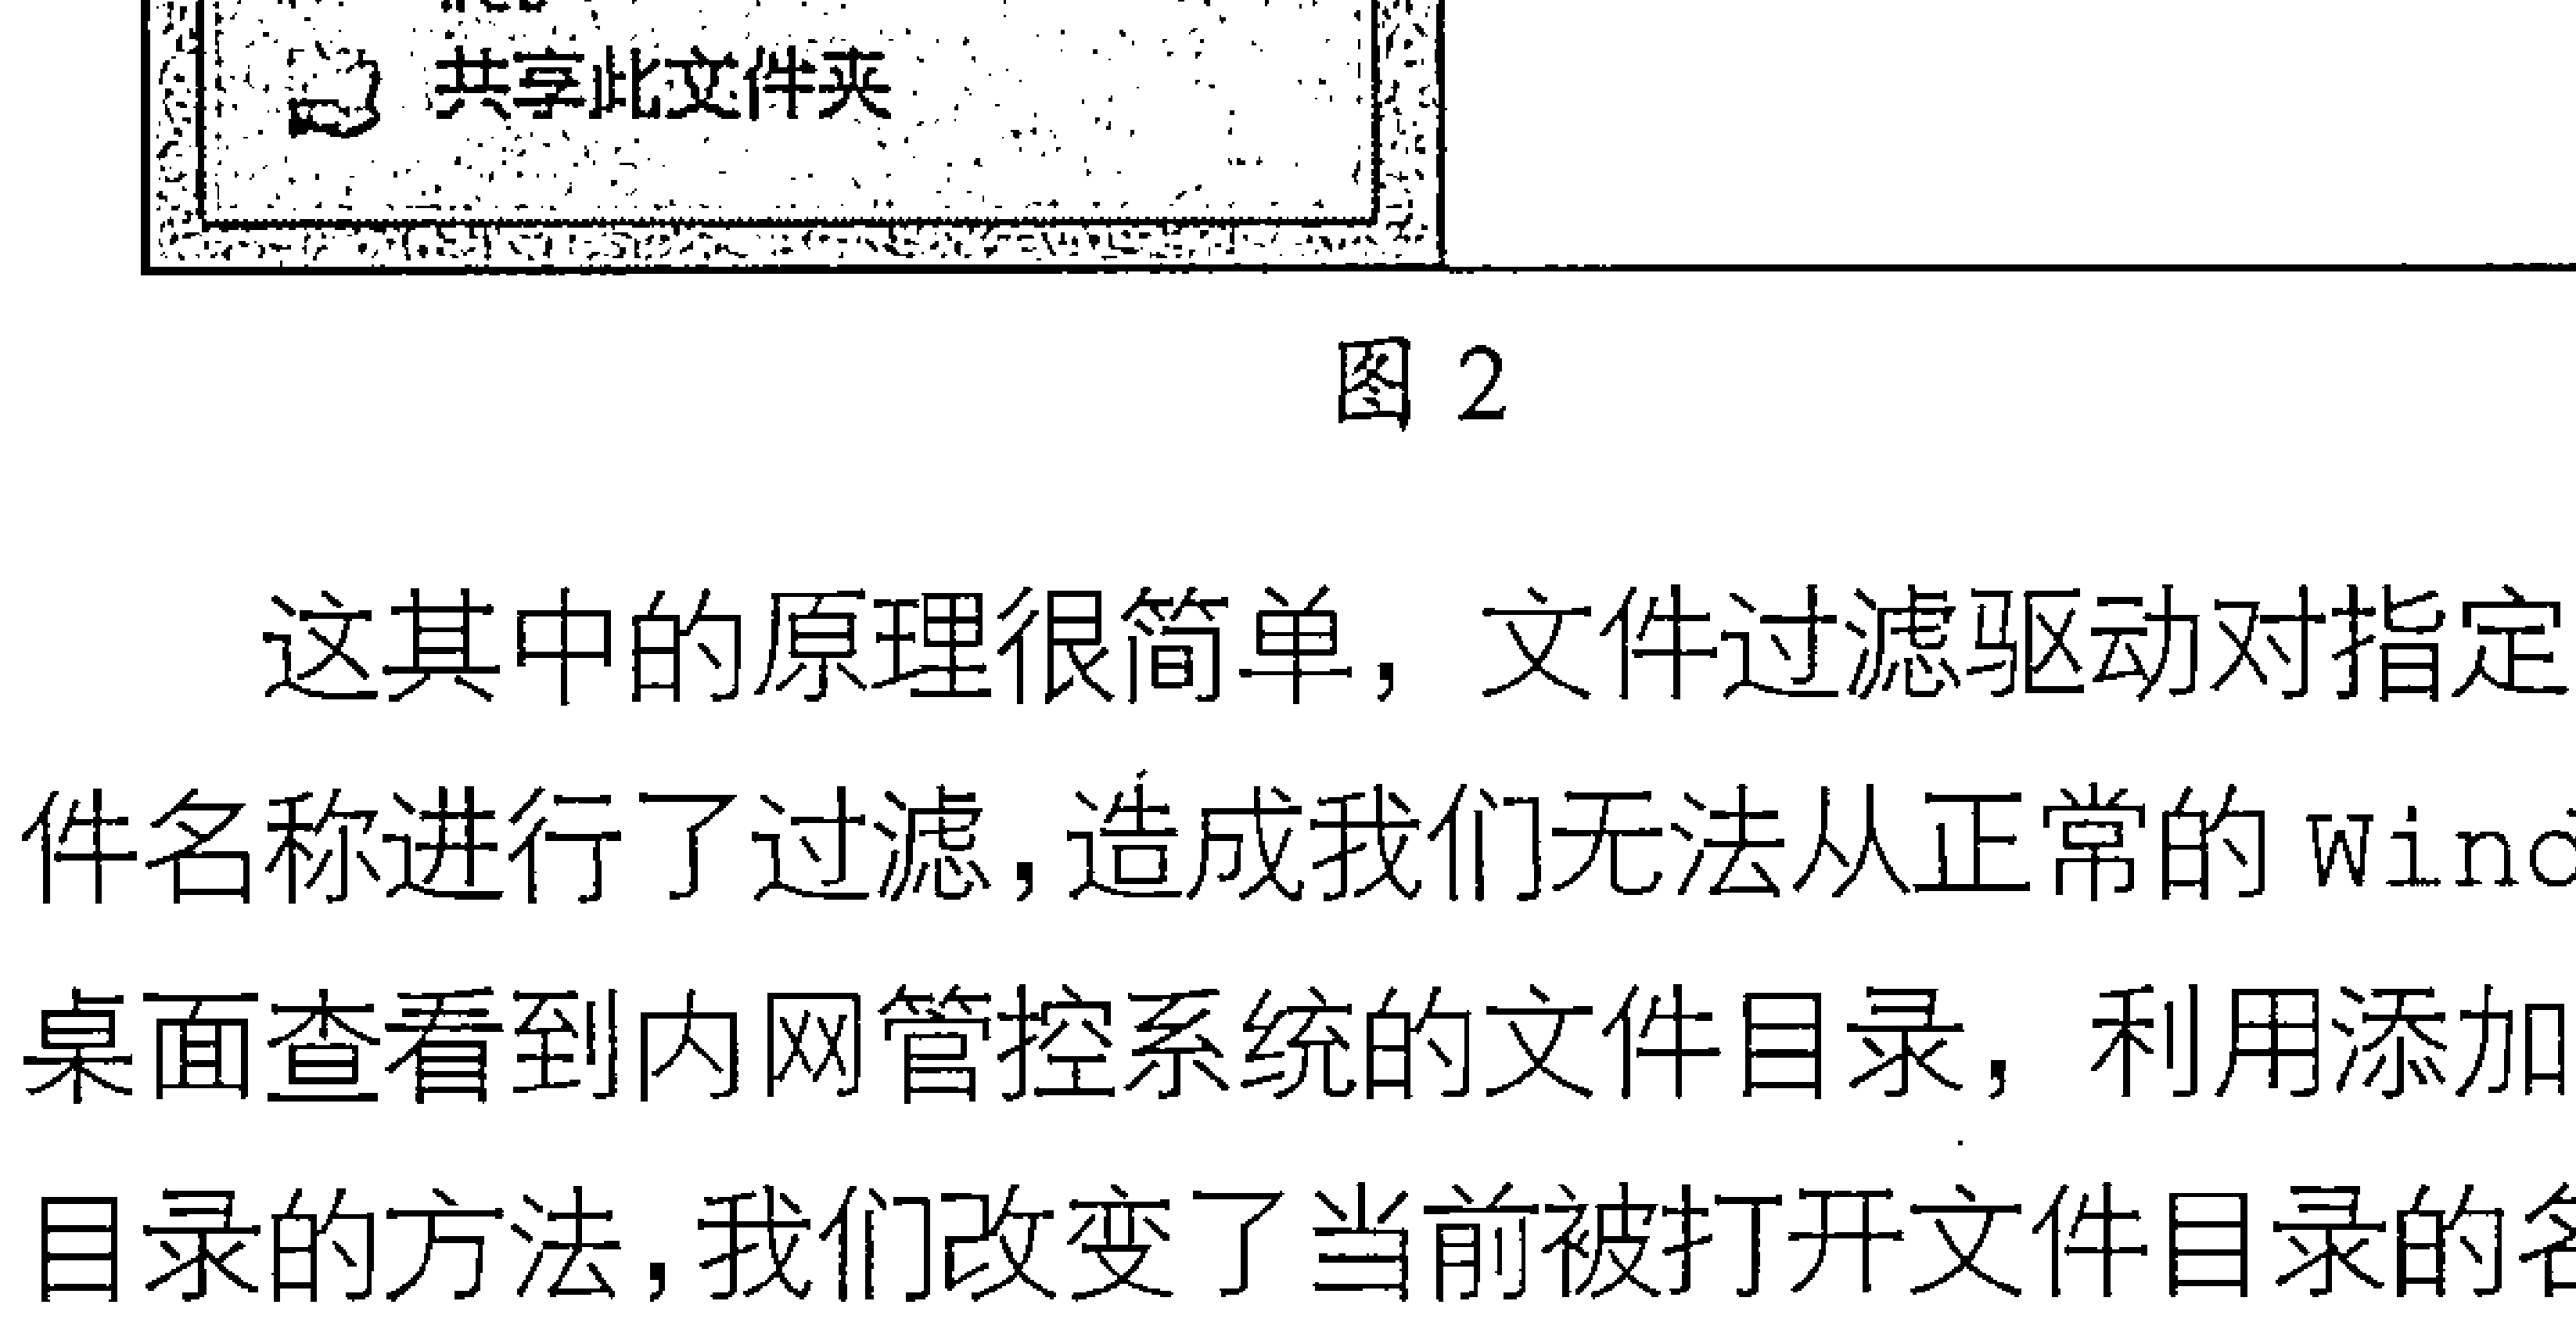 共享此文件夹
图 2
这其中的原理很简单，文件过滤驱动对指定
件名称进行了过滤，造成我们无法从正常的 Wind
桌面查看到内网管控系统的文件目录，利用添加
目录的方法，我们改变了当前被打开文件目录的名